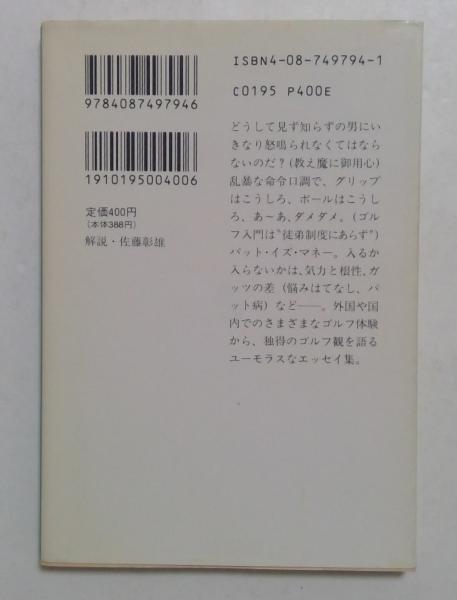 ISBN4-08-749794-1
C0195 P400E
9784087497946
1910195004006
定価400円
(本体388円)
解説・佐藤彰雄
どうして見ず知らずの男にい
きなり怒鳴られなくてはなら
ないのだ?(教え魔に御用心)
乱暴な命令口調で、グリップ
はこうしろ、ボールはこうし
ろ、あ〜あ、ダメダメ。(ゴル
フ入門は“徒弟制度にあらず”)
パット・イズ・マネー。入るか
入らないかは、気力と根性、ガ
ッツの差(悩みはてなし、パ
ット病)など──。外国や国
内でのさまざまなゴルフ体験
から、独得のゴルフ観を語る
ユーモラスなエッセイ集。